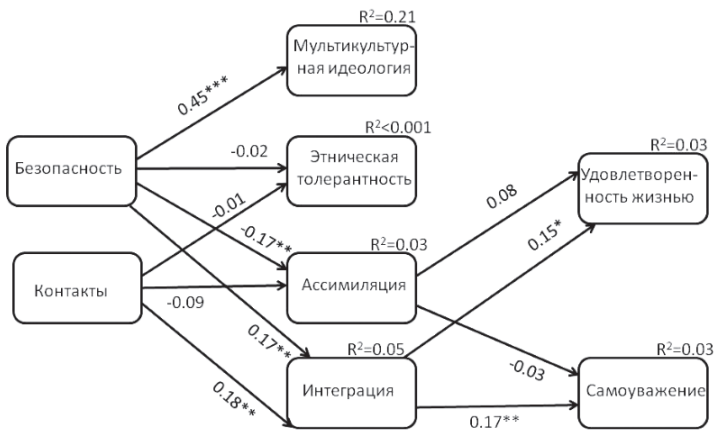 R²=0.21
Мультикультур-
ная идеология
0.45***
R²<0.001
Безопасность
-0.02
Этническая
толерантность
R²=0.03
Удовлетворен-
ность жизнью
-0.01
0.08
-0.17**
R²=0.03
0.15*
Контакты
-0.09
Ассимиляция
0.17**
R²=0.05
-0.03
R²=0.03
0.18**
Интеграция
0.17**
Самоуважение